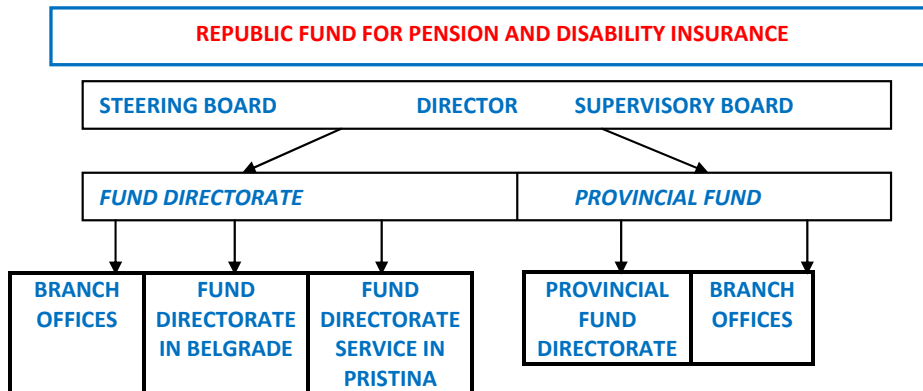 REPUBLIC FUND FOR PENSION AND DISABILITY INSURANCE
STEERING BOARD DIRECTOR SUPERVISORY BOARD
FUND DIRECTORATE PROVINCIAL FUND
BRANCH
OFFICES
FUND
DIRECTORATE
IN BELGRADE
FUND
DIRECTORATE
SERVICE IN
PRISTINA
PROVINCIAL
FUND
DIRECTORATE
BRANCH
OFFICES